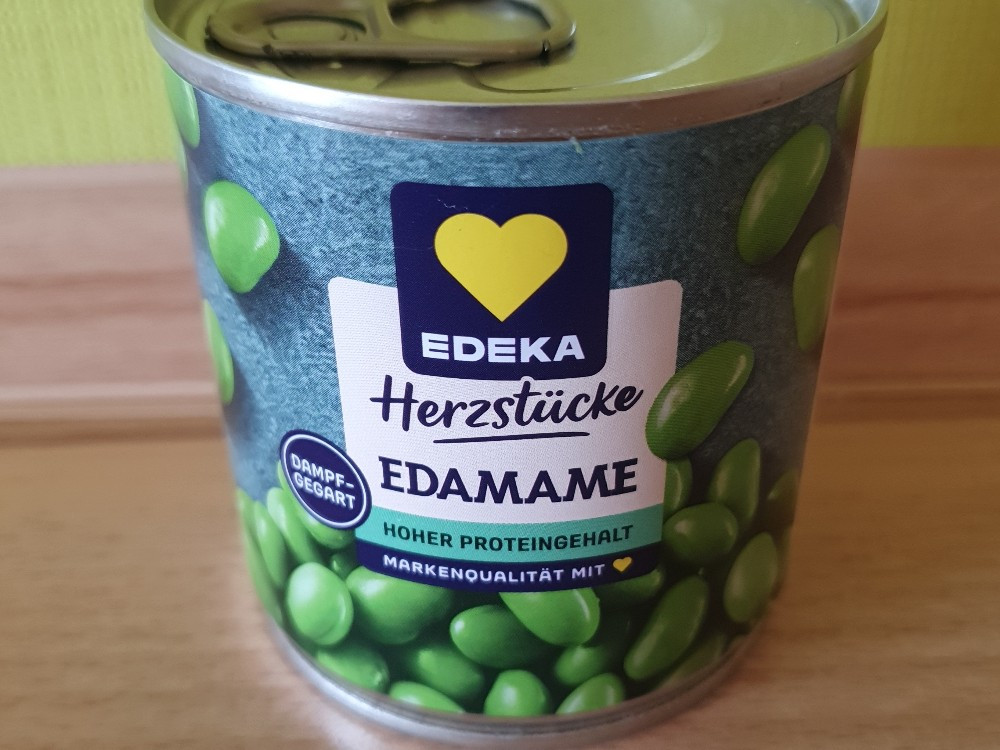 EDEKA
Herzstücke
EDAMAME
DAMPF-
GEGART
HOHER PROTEINGEHALT
MARKENQUALITÄT MIT